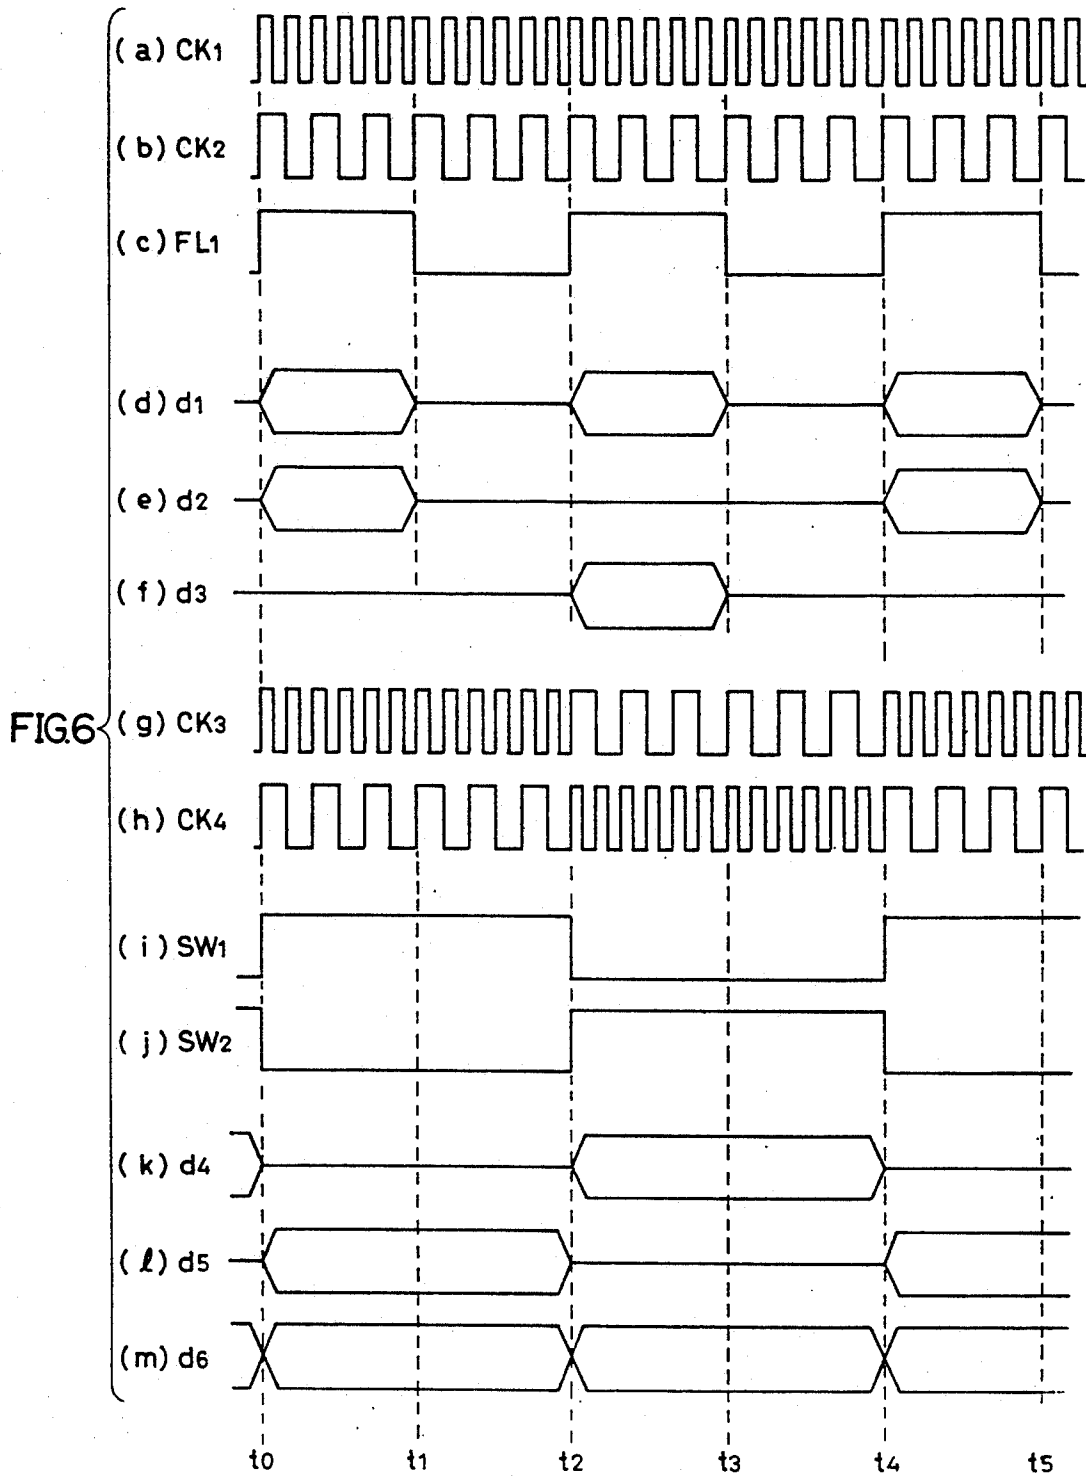 (a) CK1
(b) CK2
(c) FL1
(d) d1
(e) d2
(f) d3
FIG.6
(g) CK3
(h) CK4
(i) SW1
(j) SW2
(k) d4
(ℓ) d5
(m) d6
t0 t1 t2 t3 t4 t5